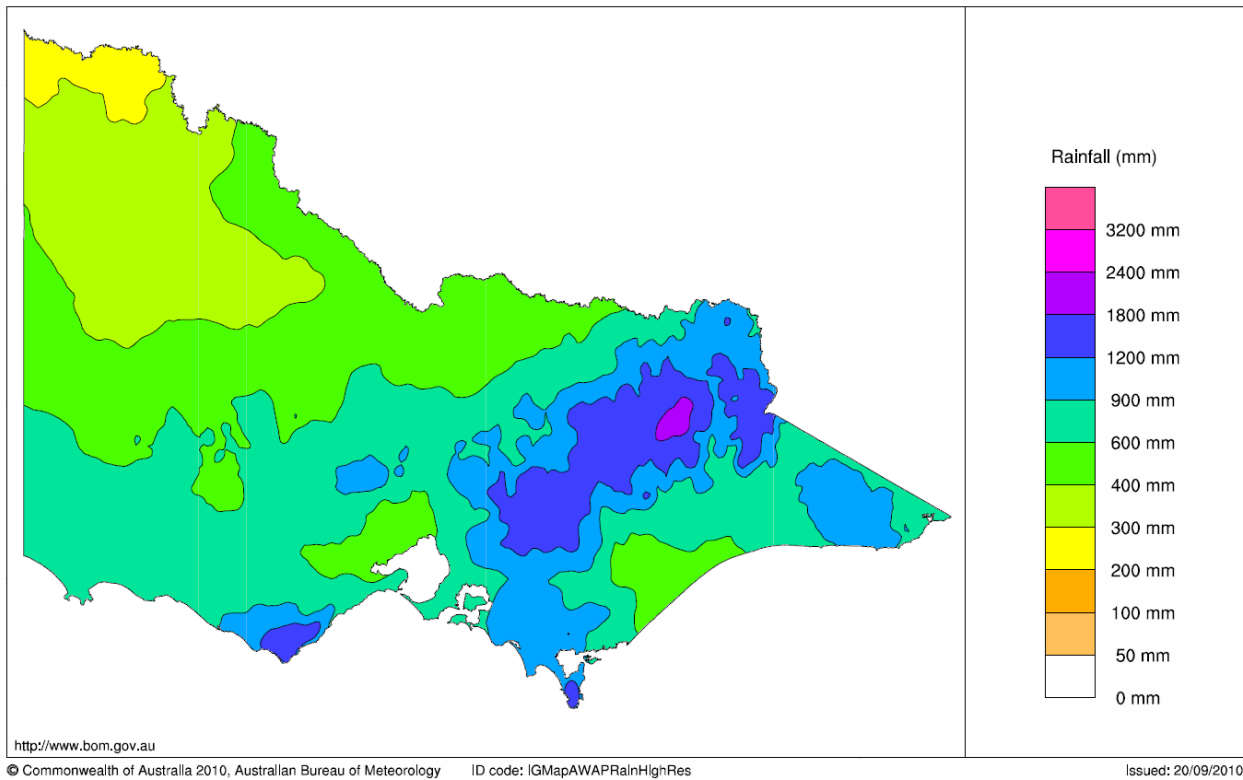 Rainfall (mm)
3200 mm
2400 mm
1800 mm
1200 mm
900 mm
600 mm
400 mm
300 mm
200 mm
100 mm
50 mm
0 mm
http://www.bom.gov.au
© Commonwealth of Australia 2010, Australian Bureau of Meteorology ID code: IGMapAWAPRainHighRes Issued: 20/09/2010